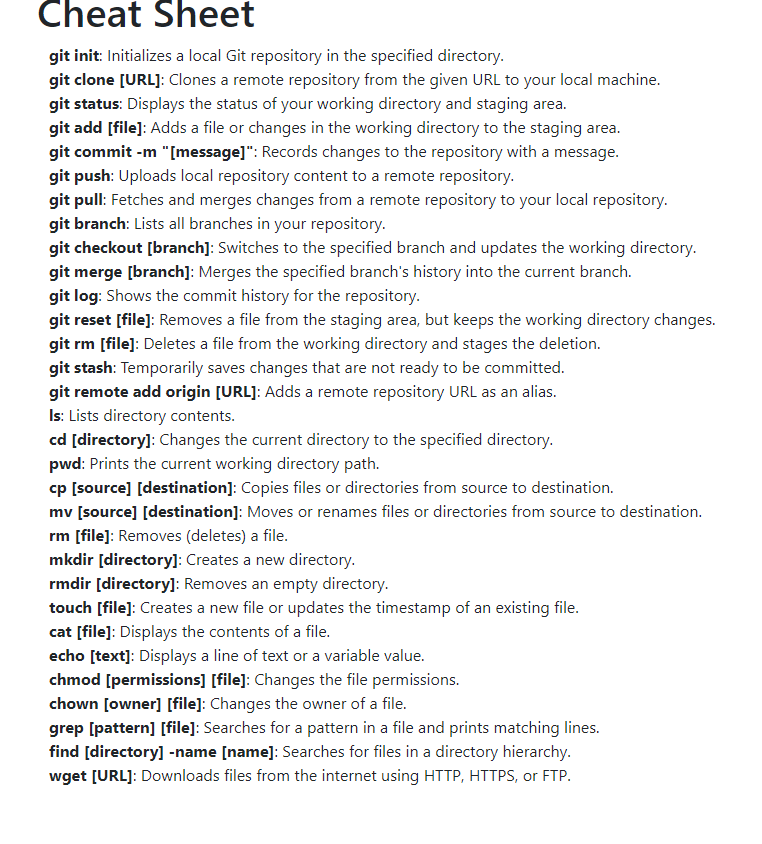 Cheat Sheet
git init: Initializes a local Git repository in the specified directory.
git clone [URL]: Clones a remote repository from the given URL to your local machine.
git status: Displays the status of your working directory and staging area.
git add [file]: Adds a file or changes in the working directory to the staging area.
git commit -m "[message]": Records changes to the repository with a message.
git push: Uploads local repository content to a remote repository.
git pull: Fetches and merges changes from a remote repository to your local repository.
git branch: Lists all branches in your repository.
git checkout [branch]: Switches to the specified branch and updates the working directory.
git merge [branch]: Merges the specified branch's history into the current branch.
git log: Shows the commit history for the repository.
git reset [file]: Removes a file from the staging area, but keeps the working directory changes.
git rm [file]: Deletes a file from the working directory and stages the deletion.
git stash: Temporarily saves changes that are not ready to be committed.
git remote add origin [URL]: Adds a remote repository URL as an alias.
ls: Lists directory contents.
cd [directory]: Changes the current directory to the specified directory.
pwd: Prints the current working directory path.
cp [source] [destination]: Copies files or directories from source to destination.
mv [source] [destination]: Moves or renames files or directories from source to destination.
rm [file]: Removes (deletes) a file.
mkdir [directory]: Creates a new directory.
rmdir [directory]: Removes an empty directory.
touch [file]: Creates a new file or updates the timestamp of an existing file.
cat [file]: Displays the contents of a file.
echo [text]: Displays a line of text or a variable value.
chmod [permissions] [file]: Changes the file permissions.
chown [owner] [file]: Changes the owner of a file.
grep [pattern] [file]: Searches for a pattern in a file and prints matching lines.
find [directory] -name [name]: Searches for files in a directory hierarchy.
wget [URL]: Downloads files from the internet using HTTP, HTTPS, or FTP.